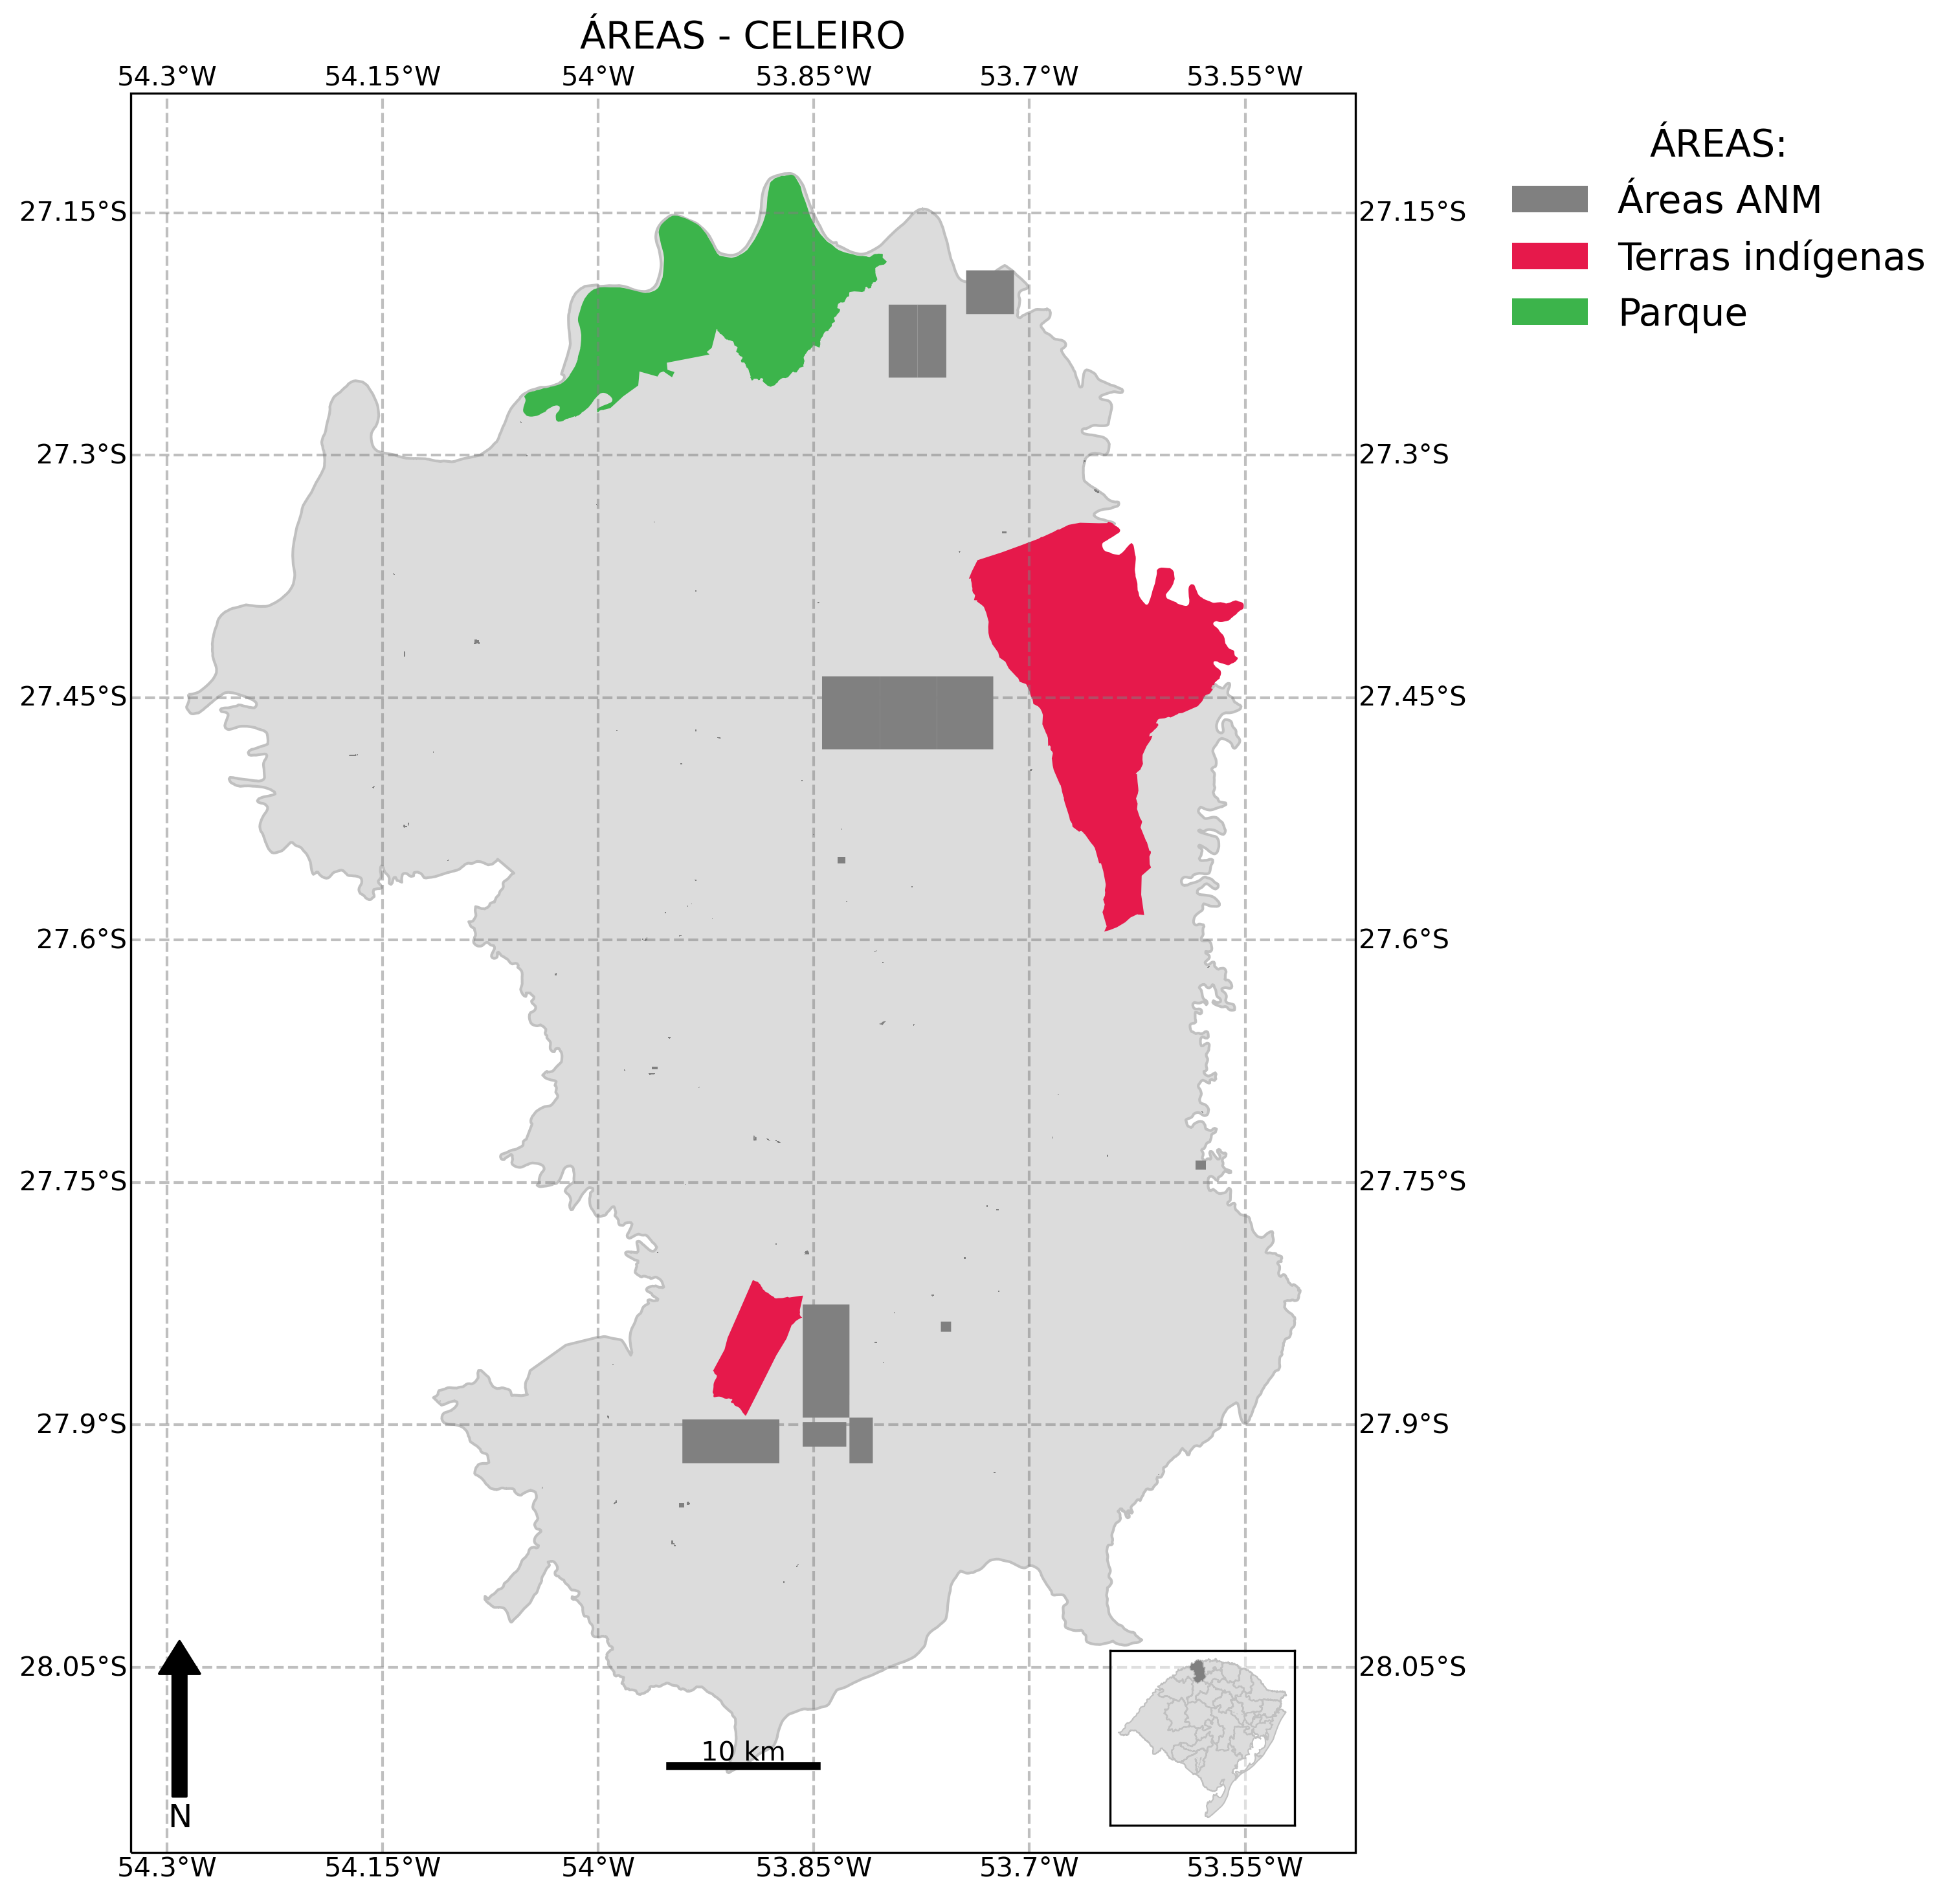 ÁREAS - CELEIRO
54.3°W 54.15°W 54°W 53.85°W 53.7°W 53.55°W
ÁREAS:
Áreas ANM
Terras indígenas
Parque
27.15°S 27.15°S
27.3°S 27.3°S
27.45°S 27.45°S
27.6°S 27.6°S
27.75°S 27.75°S
27.9°S 27.9°S
28.05°S 28.05°S
10 km
N
54.3°W 54.15°W 54°W 53.85°W 53.7°W 53.55°W